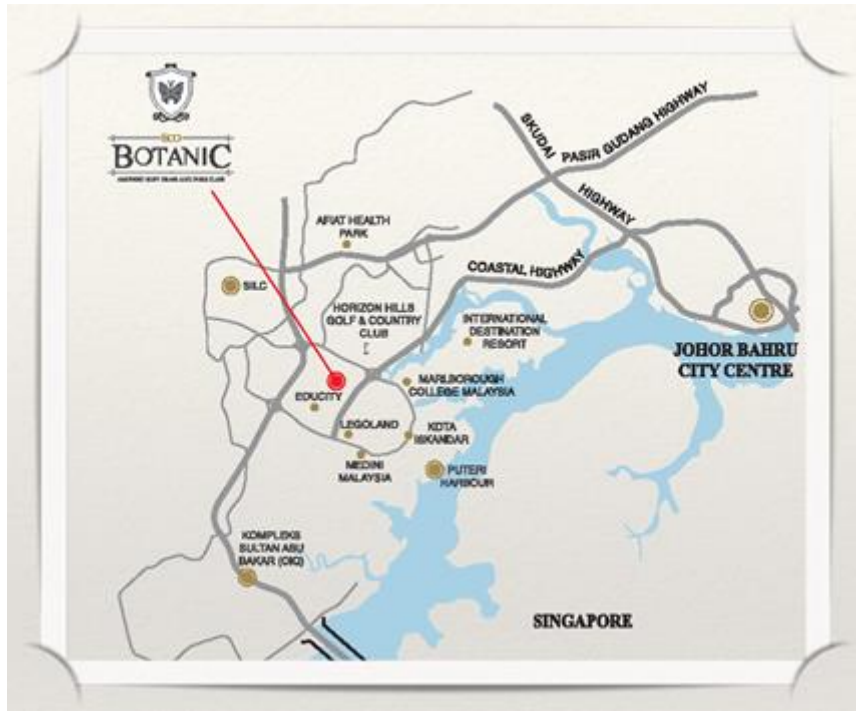 ECO
BOTANIC
SKUDAI
HIGHWAY
PASIR GUDANG HIGHWAY
AFIAT HEALTH
PARK
COASTAL HIGHWAY
SILC
HORIZON HILLS
GOLF & COUNTRY
CLUB
INTERNATIONAL
DESTINATION
RESORT
JOHOR BAHRU
CITY CENTRE
MARLBOROUGH
COLLEGE MALAYSIA
EDUCITY
LEGOLAND
KOTA
ISKANDAR
MEDINI
MALAYSIA
PUTERI
HARBOUR
KOMPLEKS
SULTAN ABU
BAKAR (CIQ)
SINGAPORE